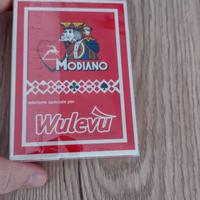 MODIANO
edizione speciale per
Wulevù